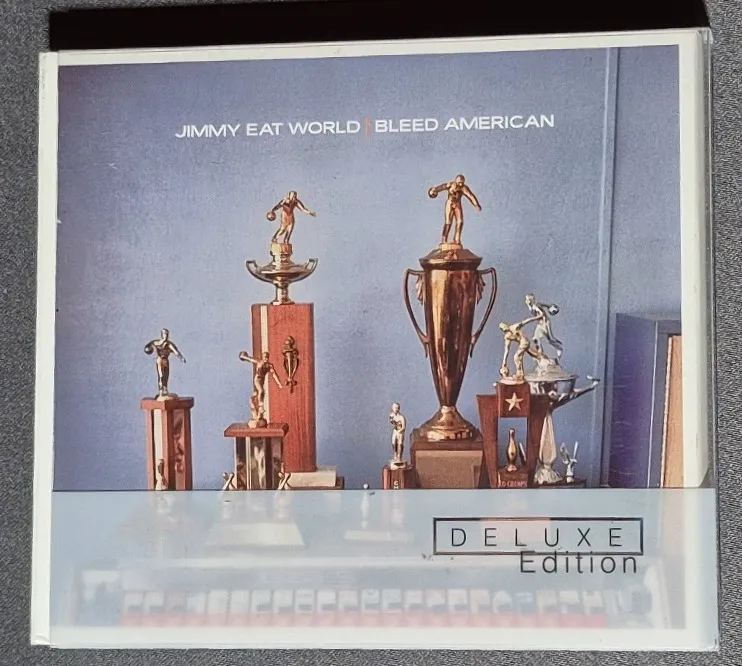 JIMMY EAT WORLD | BLEED AMERICAN
DELUXE
Edition